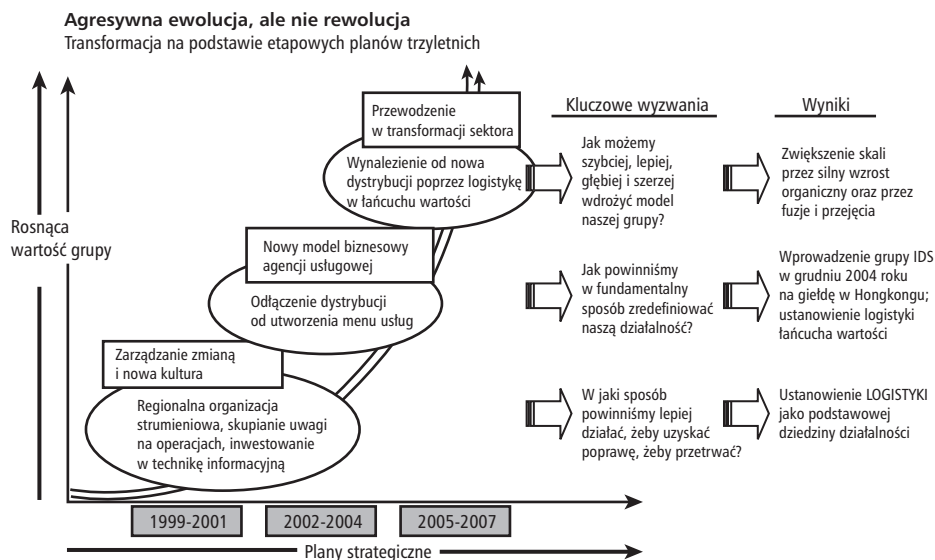 Agresywna ewolucja, ale nie rewolucja
Transformacja na podstawie etapowych planów trzyletnich
Rosnąca
wartość grupy
Przewodzenie
w transformacji sektora
Wynalezienie od nowa
dystrybucji poprzez logistykę
w łańcuchu wartości
Nowy model biznesowy
agencji usługowej
Odłączenie dystrybucji
od utworzenia menu usług
Zarządzanie zmianą
i nowa kultura
Regionalna organizacja
strumieniowa, skupianie uwagi
na operacjach, inwestowanie
w technikę informacyjną
Kluczowe wyzwania
Jak możemy
szybciej, lepiej,
głębiej i szerzej
wdrożyć model
naszej grupy?
Jak powinniśmy
w fundamentalny
sposób zredefiniować
naszą działalność?
W jaki sposób
powinniśmy lepiej
działać, żeby uzyskać
poprawę, żeby przetrwać?
Wyniki
Zwiększenie skali
przez silny wzrost
organiczny oraz przez
fuzje i przejęcia
Wprowadzenie grupy IDS
w grudniu 2004 roku
na giełdę w Hongkongu;
ustanowienie logistyki
łańcucha wartości
Ustanowienie LOGISTYKI
jako podstawowej
dziedziny działalności
1999-2001
2002-2004
2005-2007
Plany strategiczne